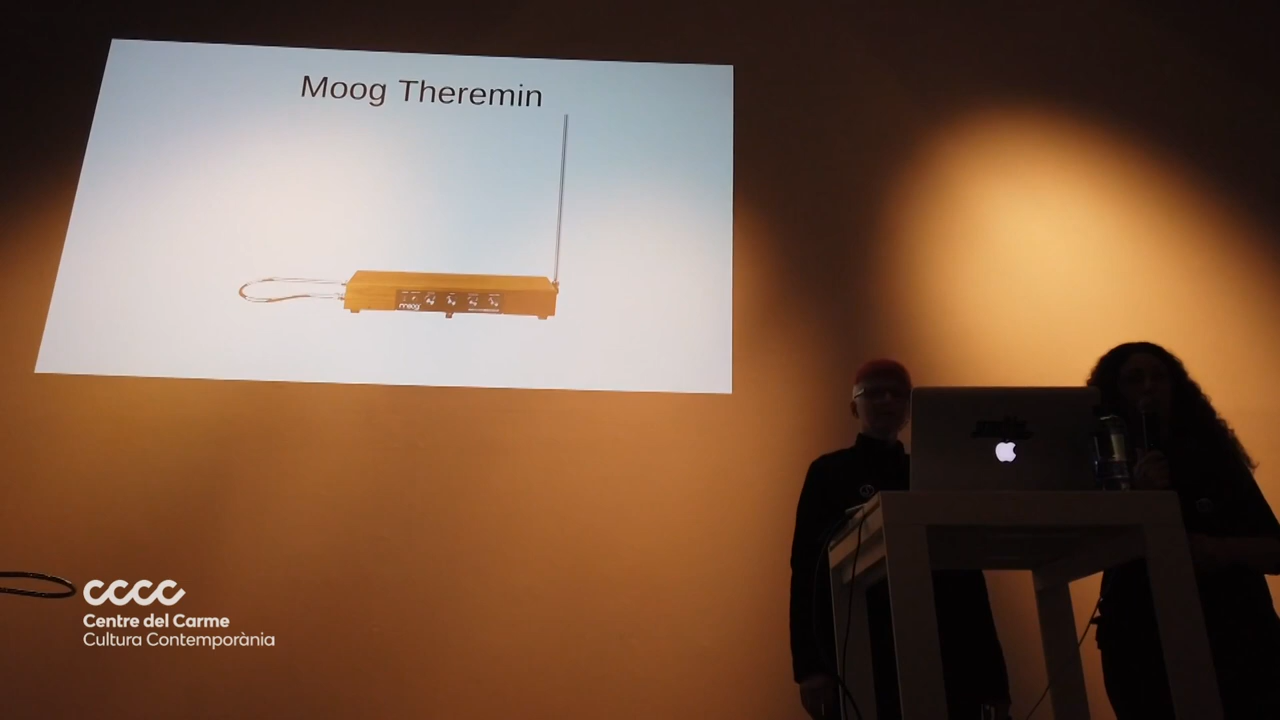 Moog Theremin
moog
cccc
Centre del Carme
Cultura Contemporània